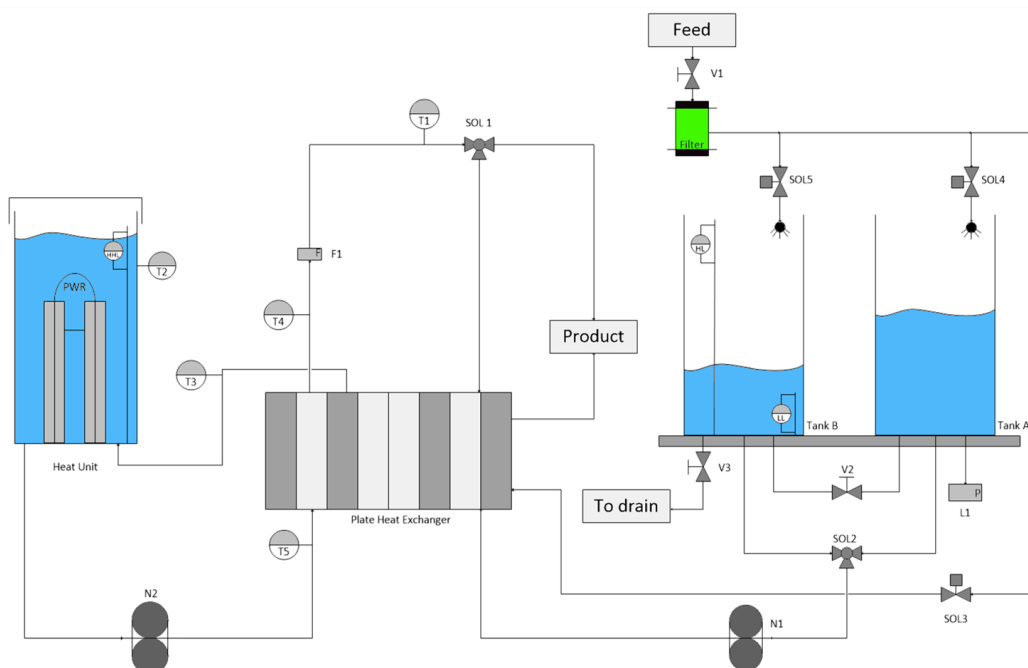 Feed
V1
Filter
T1
SOL 1
SOL5
SOL4
HHL
T2
F
F1
HL
PWR
T4
Product
T3
LL
Tank B
Tank A
Heat Unit
V3
V2
P
L1
To drain
Plate Heat Exchanger
T5
SOL2
N2
N1
SOL3